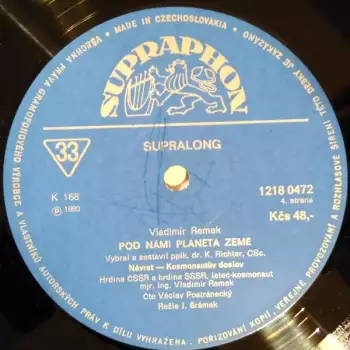 VŠECHNA PRÁVA GRAMOFONOVÉHO VÝROBCE A VLASTNÍKŮ AUTORSKÝCH PRÁV K DÍLU VYHRAŽENA • POŘIZOVÁNÍ KOPIÍ, VEŘEJNÉ PROVOZOVÁNÍ A ROZHLASOVÉ ŠÍŘENÍ TÉTO DESKY JE ZAKÁZÁNO
• MADE IN CZECHOSLOVAKIA •
SUPRAPHON
SUPRALONG
33
K 168
Ⓟ 1980
1218 0472
4. strana
Kčs 48,-
Vladimír Remek
POD NÁMI PLANETA ZEMĚ
Vybral a sestavil pplk. dr. K. Richter, CSc.
Návrat — Kosmonautův doslov
Hrdina ČSSR a hrdina SSSR, letec-kosmonaut
mjr. ing. Vladimír Remek
Čte Václav Postránecký
Režie J. Šrámek